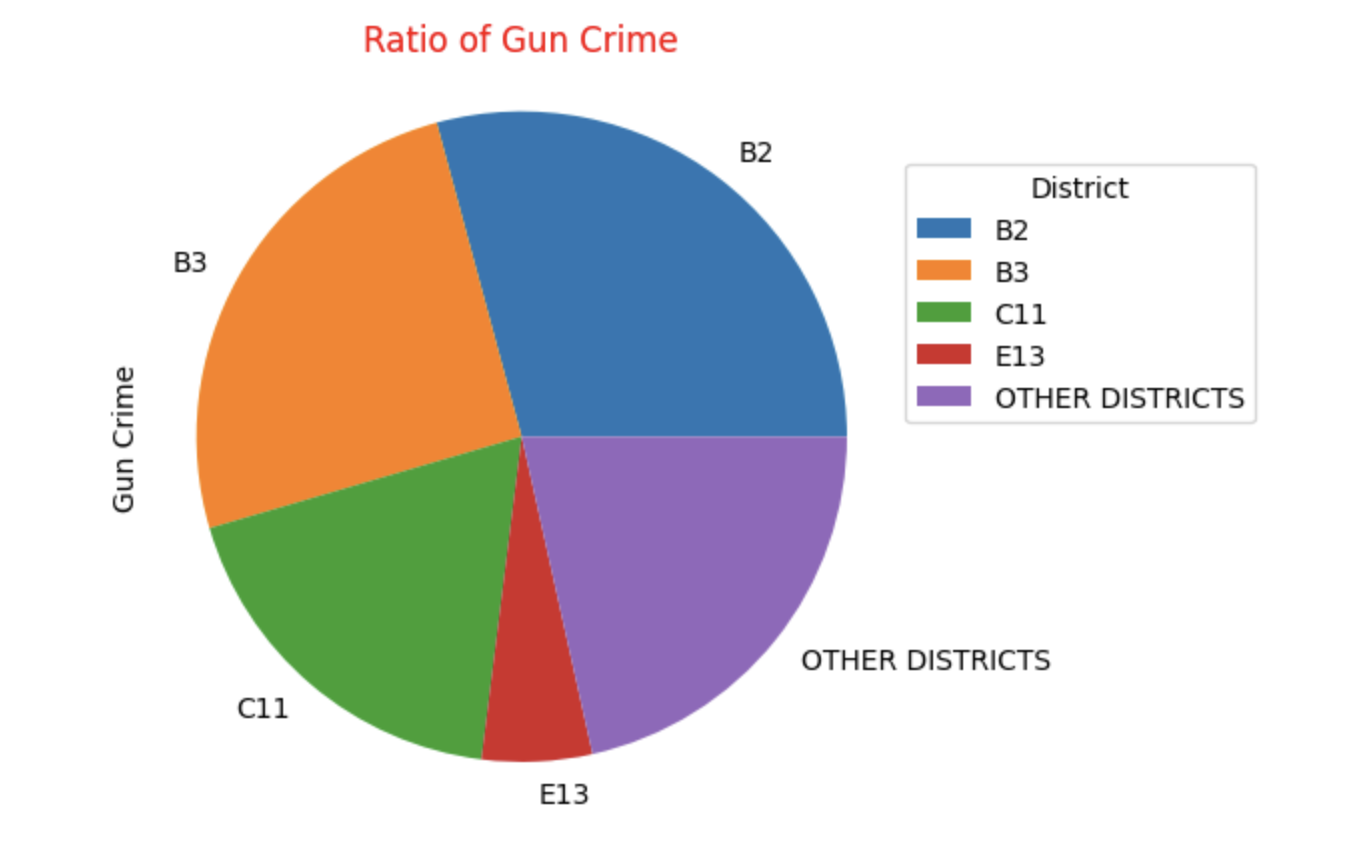 Ratio of Gun Crime
B2
B3
Gun Crime
C11
E13
OTHER DISTRICTS
District
B2
B3
C11
E13
OTHER DISTRICTS